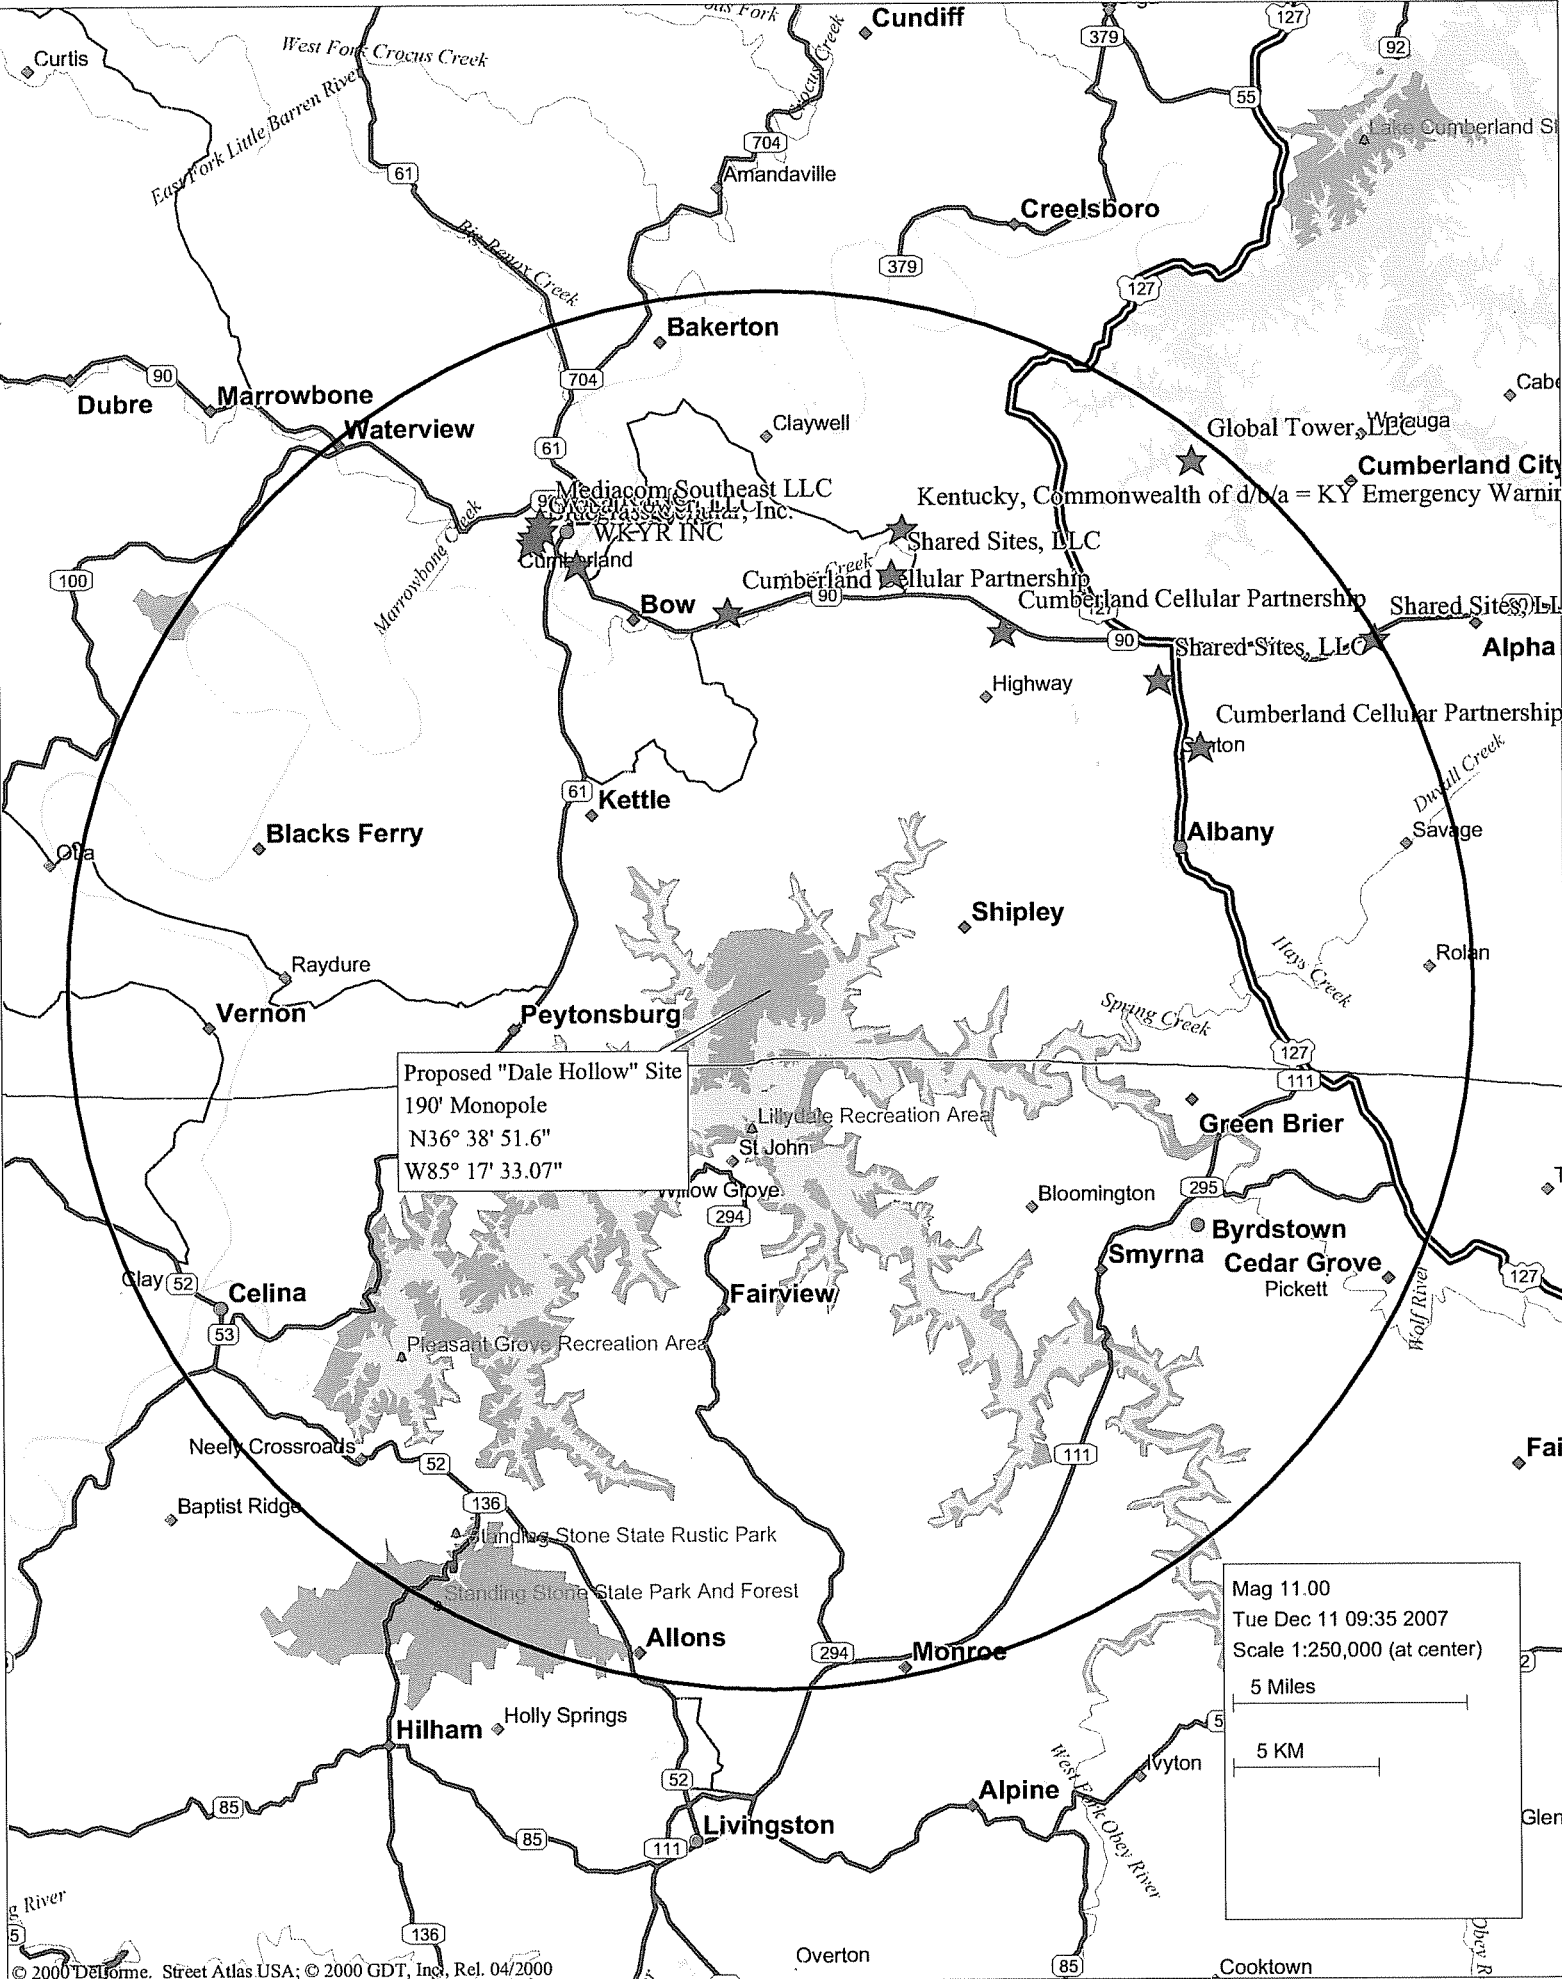 Cundiff
127
379
92
Curtis
West Fork Crocus Creek
Crocus Creek
55
East Fork Little Barren River
Lake Cumberland
704
61
Amandaville
Creelsboro
Big Renox Creek
379
127
Bakerton
90
704
Dubre
Marrowbone
Waterview
Claywell
61
Global Tower, LLC
Cumberland City
Mediacom Southeast LLC
Kentucky, Commonwealth of d/b/a = KY Emergency
WKYR INC
Shared Sites, LLC
Cumberland
Creek
100
Marrowbone Creek
Cumberland Cellular Partnership
90
Bow
Cumberland Cellular Partnership
Shared Sites,
90
Shared Sites, LLC
Alpha
Highway
Cumberland Cellular Partnership
Duvall Creek
61
Kettle
Blacks Ferry
Albany
Savage
Shipley
Raydure
Hays Creek
Rolan
Vernon
Peytonsburg
Spring Creek
127
Proposed "Dale Hollow" Site
190' Monopole
N36° 38' 51.6"
W85° 17' 33.07"
111
Lillydale Recreation Area
Green Brier
St John
Willow Grove
294
Bloomington
295
Byrdstown
Smyrna
Cedar Grove
Pickett
127
Clay
52
Celina
Fairview
Wolf River
53
Pleasant Grove Recreation Area
Neely Crossroads
52
111
136
Baptist Ridge
Standing Stone State Rustic Park
Standing Stone State Park And Forest
Allons
294
Monroe
Mag 11.00
Tue Dec 11 09:35 2007
Scale 1:250,000 (at center)
5 Miles
5 KM
Hilham
Holly Springs
52
West Fork Obey River
Ivyton
Alpine
85
85
Livingston
111
River
136
Overton
85
Cooktown
© 2000 DeLorme. Street Atlas USA; © 2000 GDT, Inc., Rel. 04/2000